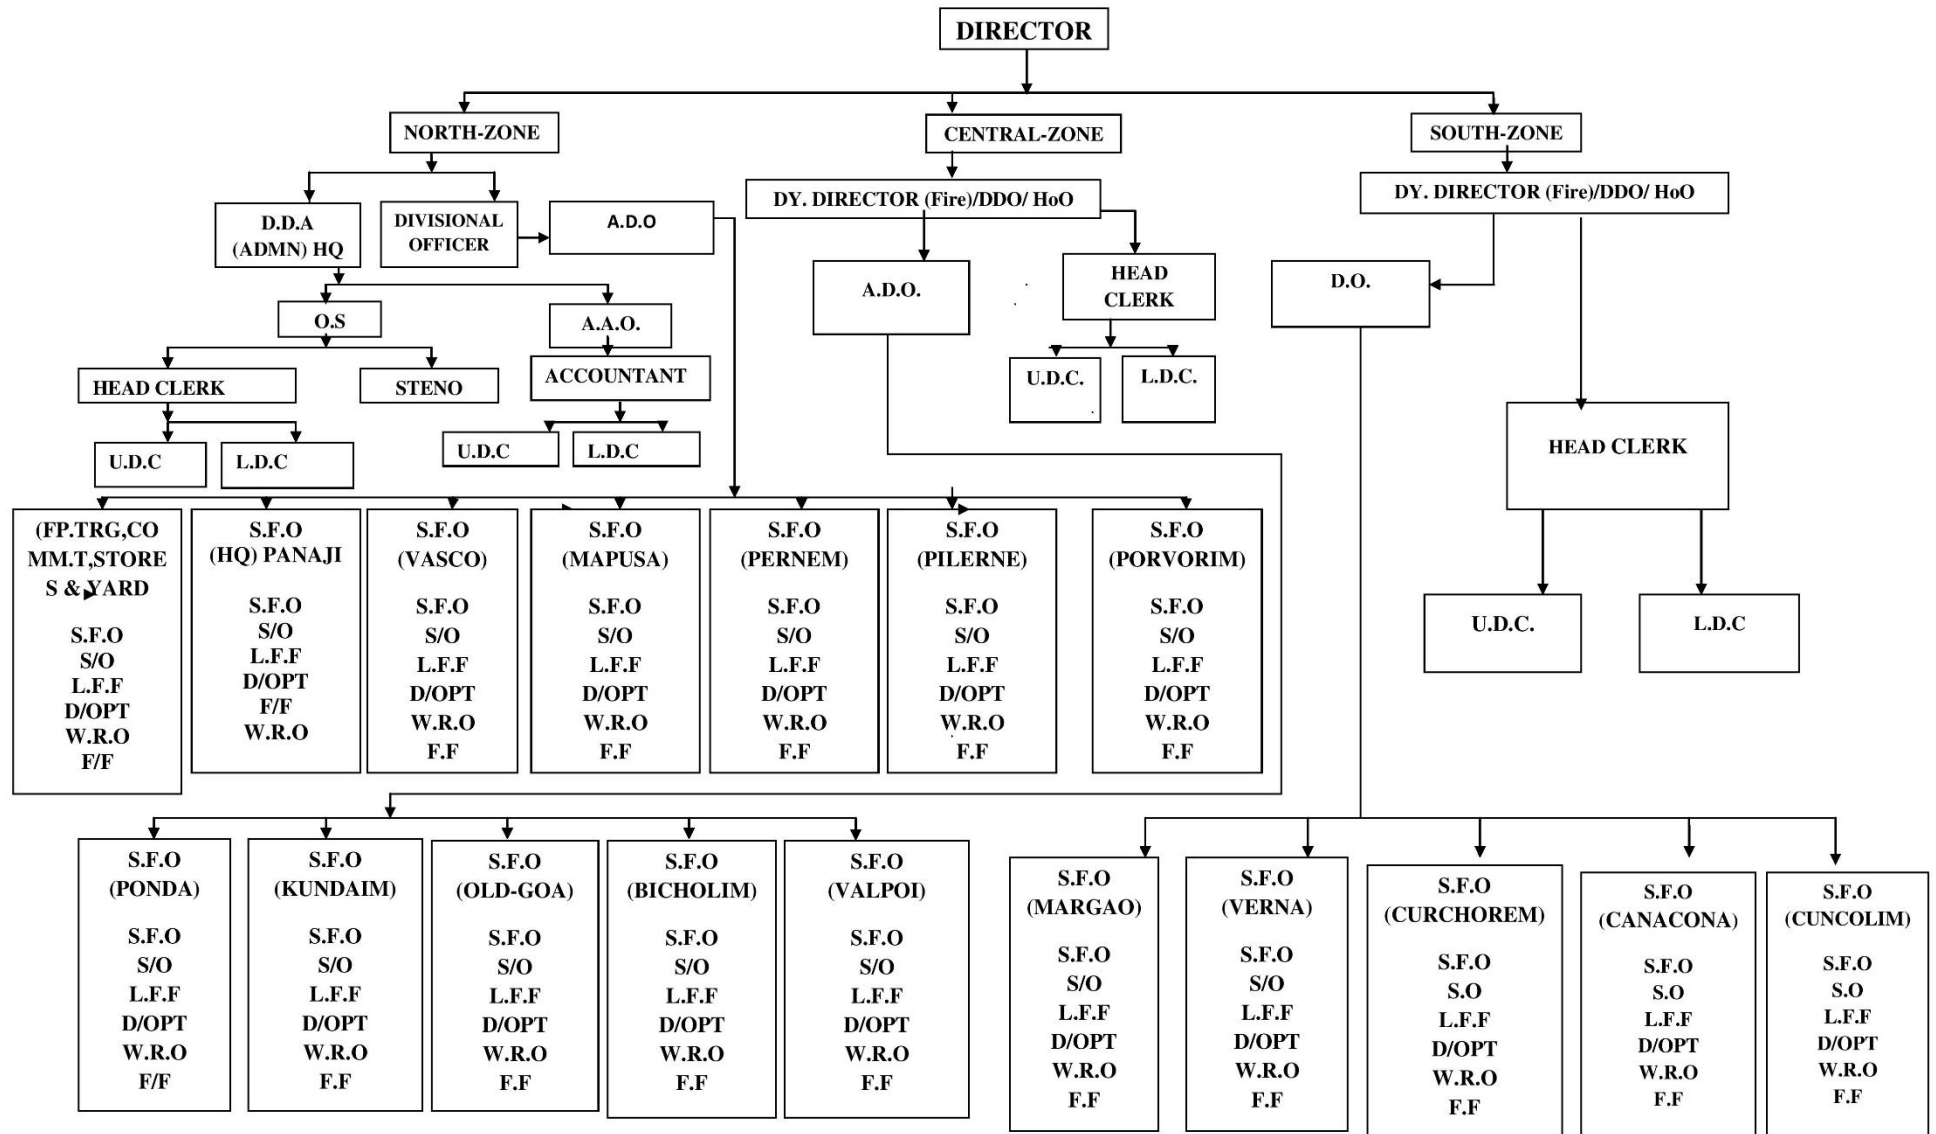 DIRECTOR
NORTH-ZONE
CENTRAL-ZONE
SOUTH-ZONE
D.D.A
(ADMN) HQ
DIVISIONAL
OFFICER
A.D.O
DY. DIRECTOR (Fire)/DDO/ HoO
DY. DIRECTOR (Fire)/DDO/ HoO
O.S
A.A.O.
A.D.O.
HEAD
CLERK
D.O.
HEAD CLERK
STENO
ACCOUNTANT
U.D.C.
L.D.C.
U.D.C
L.D.C
U.D.C
L.D.C
HEAD CLERK
U.D.C.
L.D.C
(FP.TRG,CO
MM.T,STORE
S & YARD
S.F.O
S/O
L.F.F
D/OPT
W.R.O
F/F
S.F.O
(HQ) PANAJI
S.F.O
S/O
L.F.F
D/OPT
F/F
W.R.O
S.F.O
(VASCO)
S.F.O
S/O
L.F.F
D/OPT
W.R.O
F.F
S.F.O
(MAPUSA)
S.F.O
S/O
L.F.F
D/OPT
W.R.O
F.F
S.F.O
(PERNEM)
S.F.O
S/O
L.F.F
D/OPT
W.R.O
F.F
S.F.O
(PILERNE)
S.F.O
S/O
L.F.F
D/OPT
W.R.O
F.F
S.F.O
(PORVORIM)
S.F.O
S/O
L.F.F
D/OPT
W.R.O
F.F
S.F.O
(PONDA)
S.F.O
S/O
L.F.F
D/OPT
W.R.O
F/F
S.F.O
(KUNDAIM)
S.F.O
S/O
L.F.F
D/OPT
W.R.O
F.F
S.F.O
(OLD-GOA)
S.F.O
S/O
L.F.F
D/OPT
W.R.O
F.F
S.F.O
(BICHOLIM)
S.F.O
S/O
L.F.F
D/OPT
W.R.O
F.F
S.F.O
(VALPOI)
S.F.O
S/O
L.F.F
D/OPT
W.R.O
F.F
S.F.O
(MARGAO)
S.F.O
S/O
L.F.F
D/OPT
W.R.O
F.F
S.F.O
(VERNA)
S.F.O
S/O
L.F.F
D/OPT
W.R.O
F.F
S.F.O
(CURCHOREM)
S.F.O
S.O
L.F.F
D/OPT
W.R.O
F.F
S.F.O
(CANACONA)
S.F.O
S.O
L.F.F
D/OPT
W.R.O
F.F
S.F.O
(CUNCOLIM)
S.F.O
S.O
L.F.F
D/OPT
W.R.O
F.F